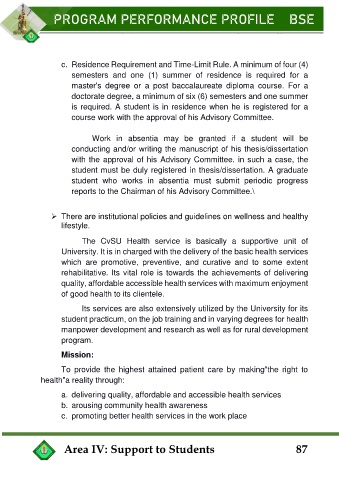 PROGRAM PERFORMANCE PROFILE BSE
c. Residence Requirement and Time-Limit Rule. A minimum of four (4)
semesters and one (1) summer of residence is required for a
master's degree or a post baccalaureate diploma course. For a
doctorate degree, a minimum of six (6) semesters and one summer
is required. A student is in residence when he is registered for a
course work with the approval of his Advisory Committee.
Work in absentia may be granted if a student will be
conducting and/or writing the manuscript of his thesis/dissertation
with the approval of his Advisory Committee. in such a case, the
student must be duly registered in thesis/dissertation. A graduate
student who works in absentia must submit periodic progress
reports to the Chairman of his Advisory Committee.\
➢ There are institutional policies and guidelines on wellness and healthy
lifestyle.
The CvSU Health service is basically a supportive unit of
University. It is in charged with the delivery of the basic health services
which are promotive, preventive, and curative and to some extent
rehabilitative. Its vital role is towards the achievements of delivering
quality, affordable accessible health services with maximum enjoyment
of good health to its clientele.
Its services are also extensively utilized by the University for its
student practicum, on the job training and in varying degrees for health
manpower development and research as well as for rural development
program.
Mission:
To provide the highest attained patient care by making"the right to
health"a reality through:
a. delivering quality, affordable and accessible health services
b. arousing community health awareness
c. promoting better health services in the work place
Area IV: Support to Students 87